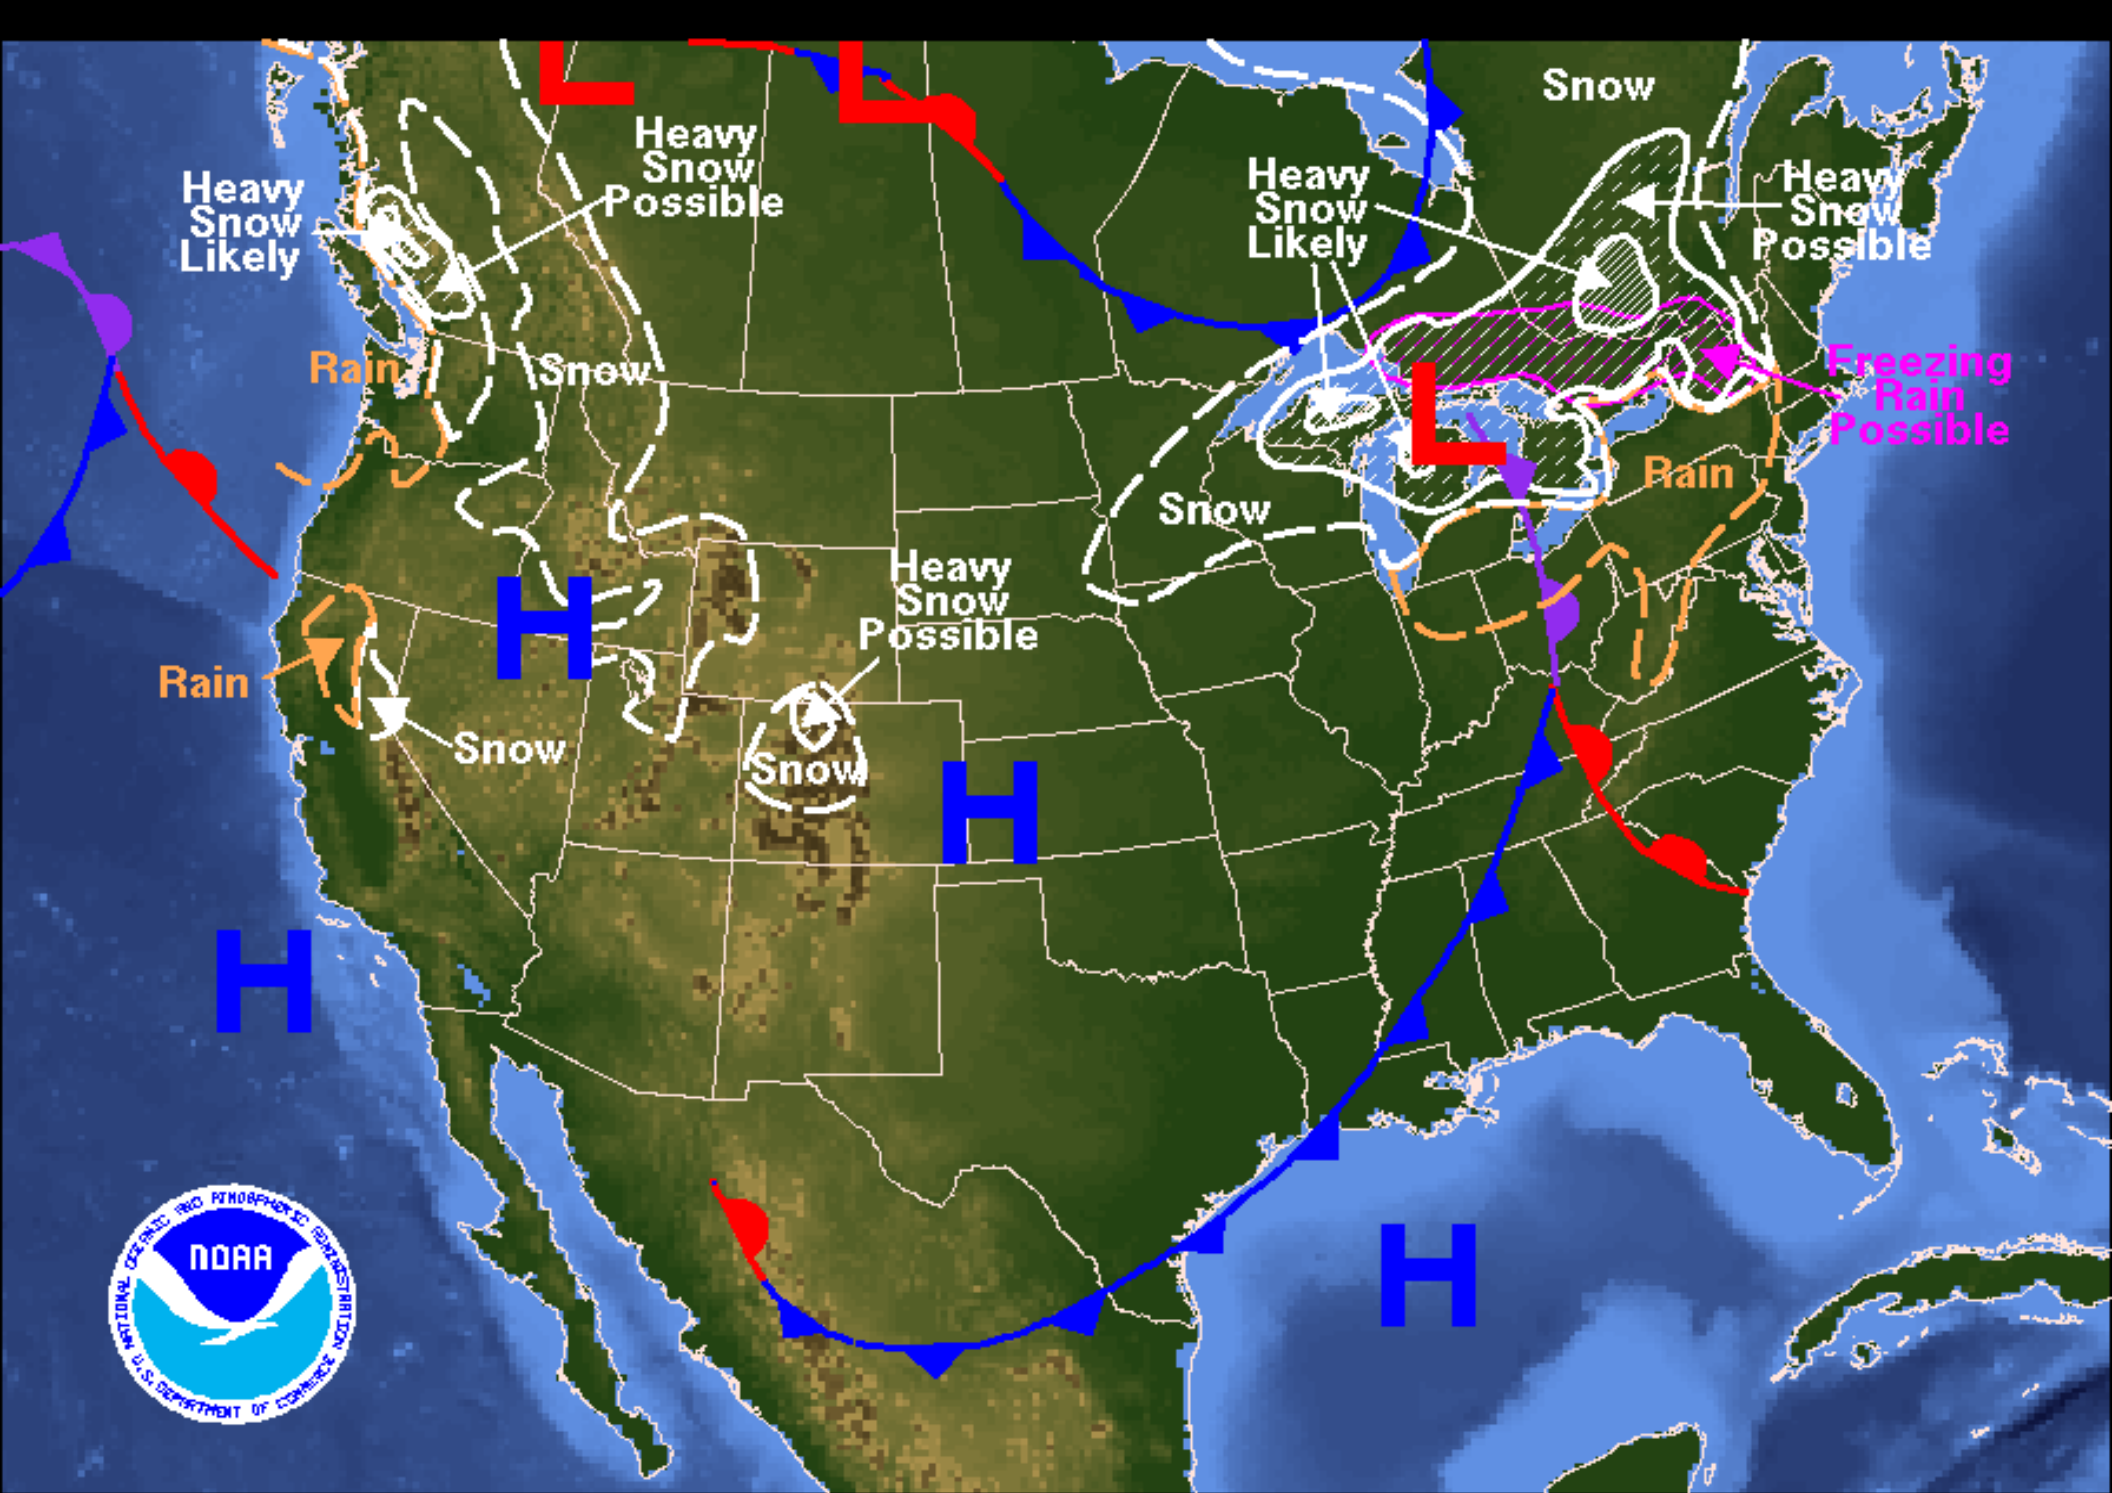 L
L
Snow
Heavy
Snow
Possible
Heavy
Snow
Likely
Heavy
Snow
Likely
Heavy
Snow
Possible
Rain
Snow
Freezing
Rain
Possible
L
Rain
Snow
H
Heavy
Snow
Possible
Rain
Snow
Snow
H
H
H
NOAA
NATIONAL OCEANIC AND ATMOSPHERIC ADMINISTRATION
U.S. DEPARTMENT OF COMMERCE